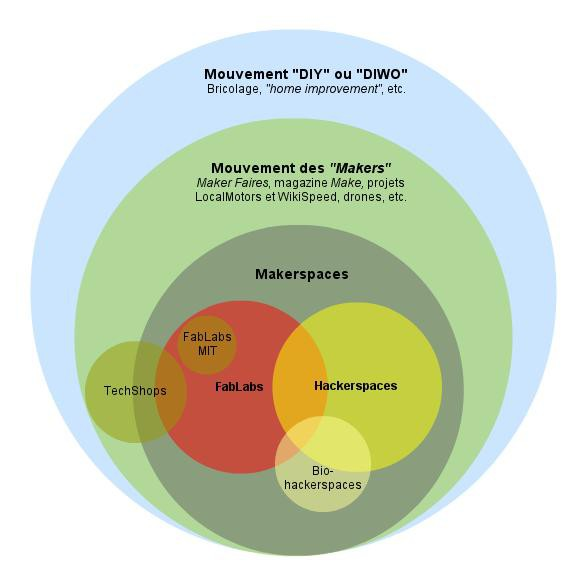 Mouvement "DIY" ou "DIWO"
Bricolage, "home improvement", etc.
Mouvement des "Makers"
Maker Faires, magazine Make, projets
LocalMotors et WikiSpeed, drones, etc.
Makerspaces
FabLabs
MIT
TechShops
FabLabs
Hackerspaces
Bio-
hackerspaces